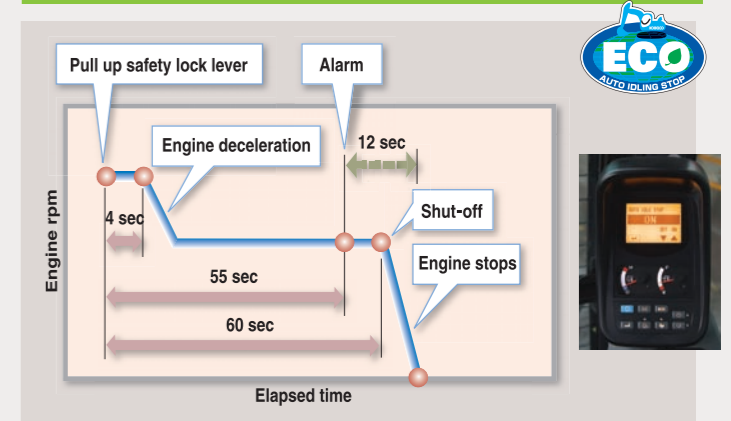 KOBELCO
ECO
AUTO IDLING STOP
Pull up safety lock lever
Alarm
Engine deceleration
12 sec
4 sec
Shut-off
Engine stops
55 sec
60 sec
Engine rpm
Elapsed time
ON